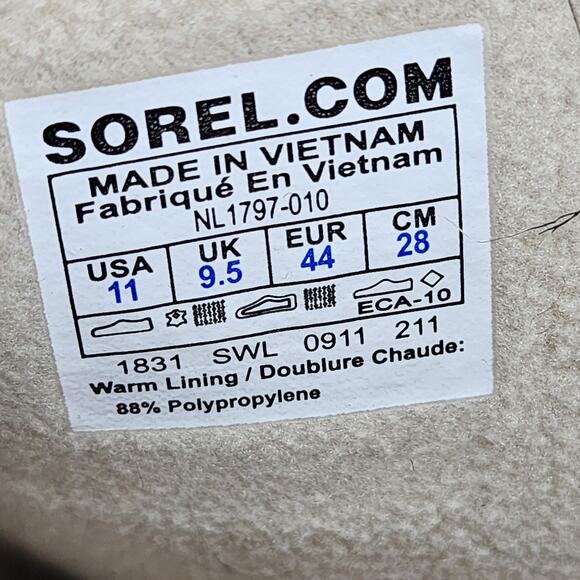 SOREL.COM
MADE IN VIETNAM
Fabriqué En Vietnam
NL1797-010
USA UK EUR CM
11 9.5 44 28
ECA-10
1831 SWL 0911 211
Warm Lining / Doublure Chaude:
88% Polypropylene